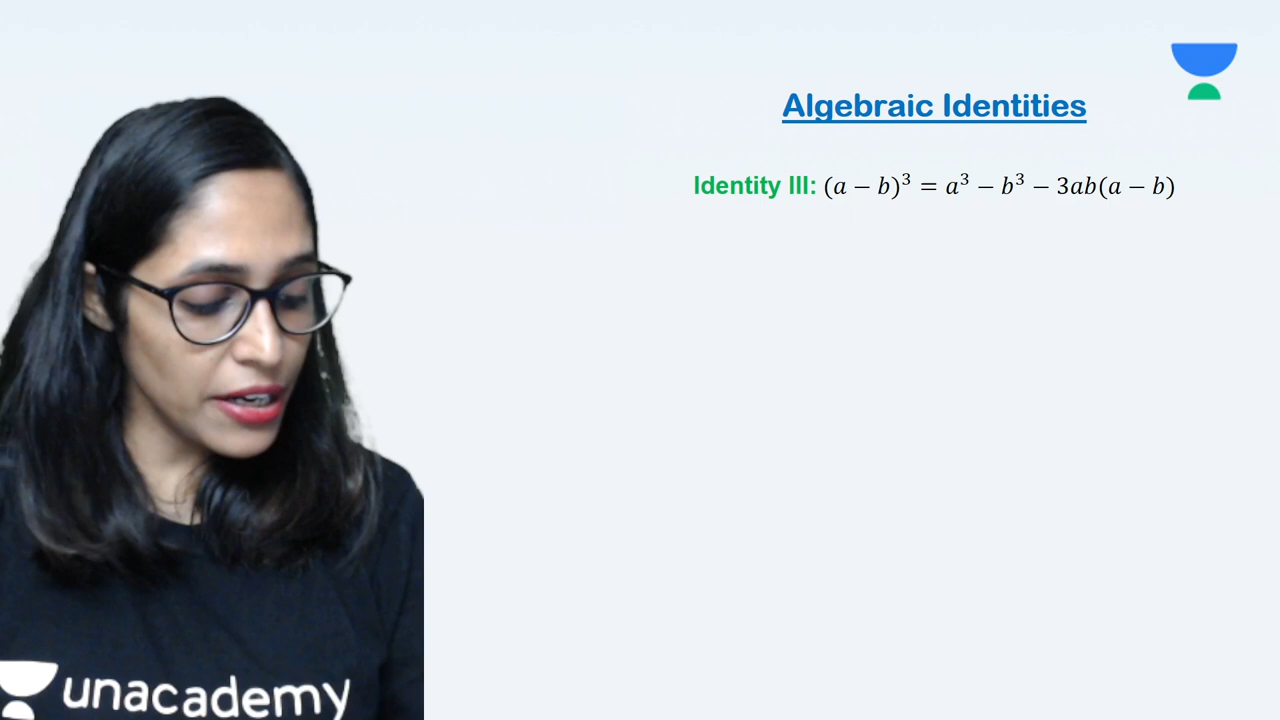 Algebraic Identities
Identity III: (a − b)³ = a³ − b³ − 3ab(a − b)
unacademy